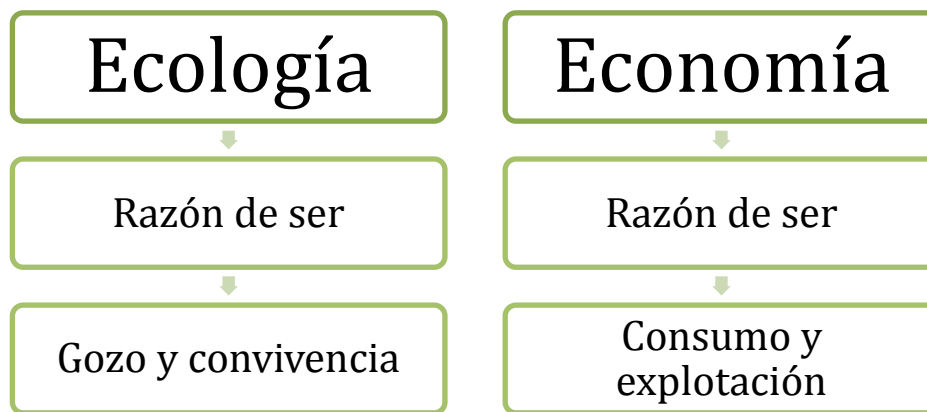 Ecología
Razón de ser
Gozo y convivencia
Economía
Razón de ser
Consumo y
explotación